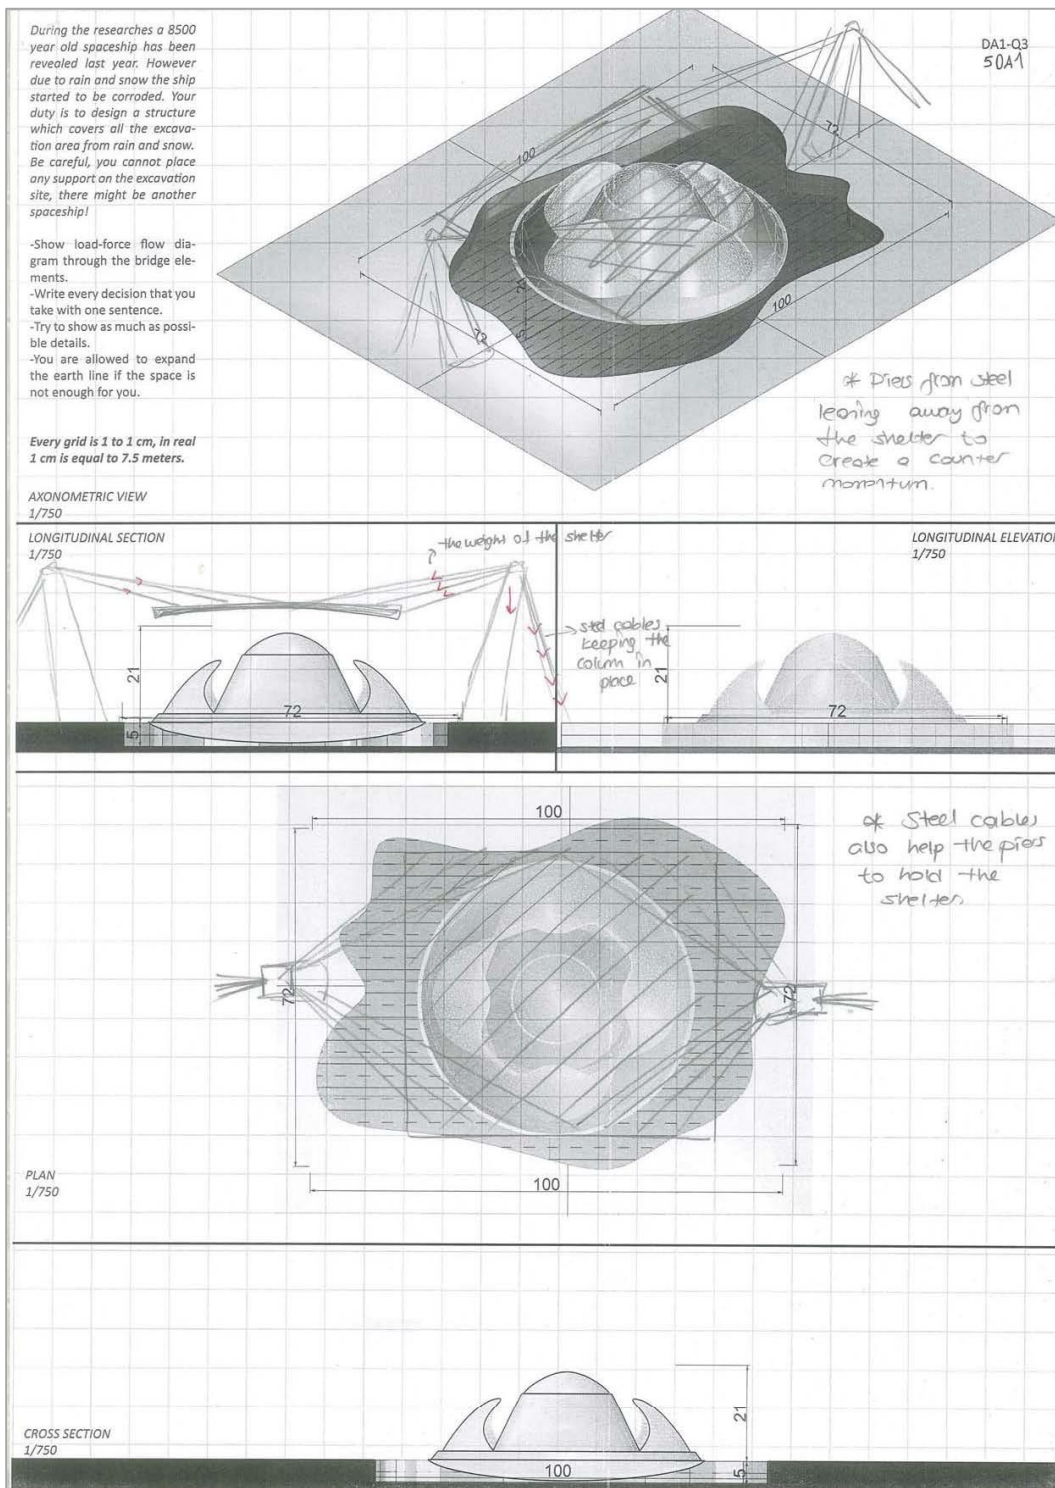 During the researches a 8500
year old spaceship has been
revealed last year. However
due to rain and snow the ship
started to be corroded. Your
duty is to design a structure
which covers all the excava-
tion area from rain and snow.
Be careful, you cannot place
any support on the excavation
site, there might be another
spaceship!
-Show load-force flow dia-
gram through the bridge ele-
ments.
-Write every decision that you
take with one sentence.
-Try to show as much as possi-
ble details.
-You are allowed to expand
the earth line if the space is
not enough for you.
Every grid is 1 to 1 cm, in real
1 cm is equal to 7.5 meters.
AXONOMETRIC VIEW
1/750
DA1-Q3
50A1
72
100
21
5
72
100
* Piers from steel
leaning away from
the shelter to
create a counter
momentum.
LONGITUDINAL SECTION
1/750
the weight of the shelter
steel cables
keeping the
column in
place
21
72
5
LONGITUDINAL ELEVATION
1/750
21
72
100
72
72
100
* Steel cables
also help the piers
to hold the
shelter.
PLAN
1/750
CROSS SECTION
1/750
21
100
5